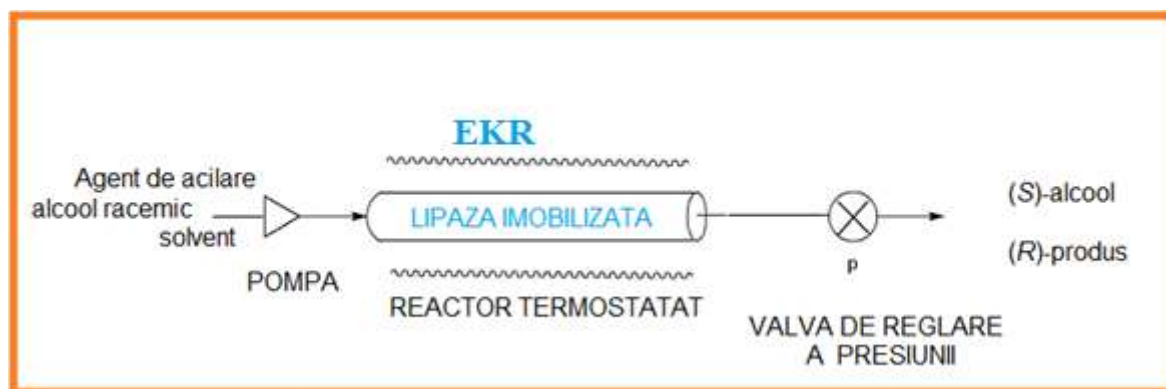 EKR
Agent de acilare
alcool racemic
solvent
POMPA
LIPAZA IMOBILIZATA
REACTOR TERMOSTATAT
p
VALVA DE REGLARE
A PRESIUNII
(S)-alcool
(R)-produs